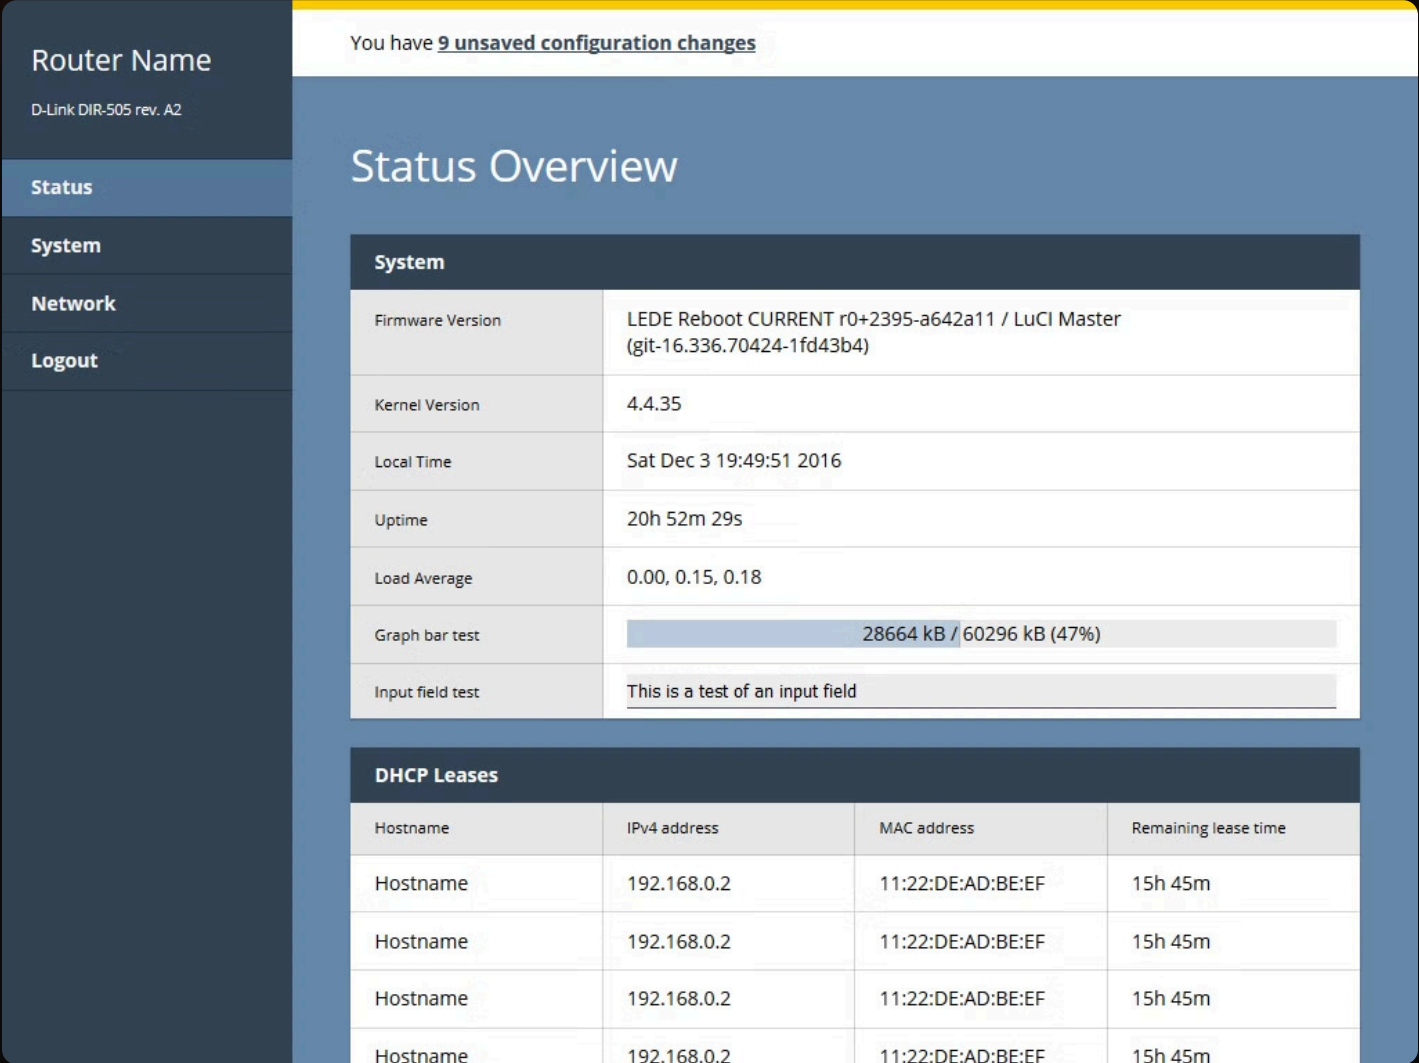 Router Name
D-Link DIR-505 rev. A2
Status
System
Network
Logout
You have 9 unsaved configuration changes
Status Overview
System
Firmware Version
LEDE Reboot CURRENT r0+2395-a642a11 / LuCI Master
(git-16.336.70424-1fd43b4)
Kernel Version 4.4.35
Local Time Sat Dec 3 19:49:51 2016
Uptime 20h 52m 29s
Load Average 0.00, 0.15, 0.18
Graph bar test 28664 kB / 60296 kB (47%)
Input field test This is a test of an input field
DHCP Leases
Hostname IPv4 address MAC address Remaining lease time
Hostname 192.168.0.2 11:22:DE:AD:BE:EF 15h 45m
Hostname 192.168.0.2 11:22:DE:AD:BE:EF 15h 45m
Hostname 192.168.0.2 11:22:DE:AD:BE:EF 15h 45m
Hostname 192.168.0.2 11:22:DE:AD:BE:EF 15h 45m